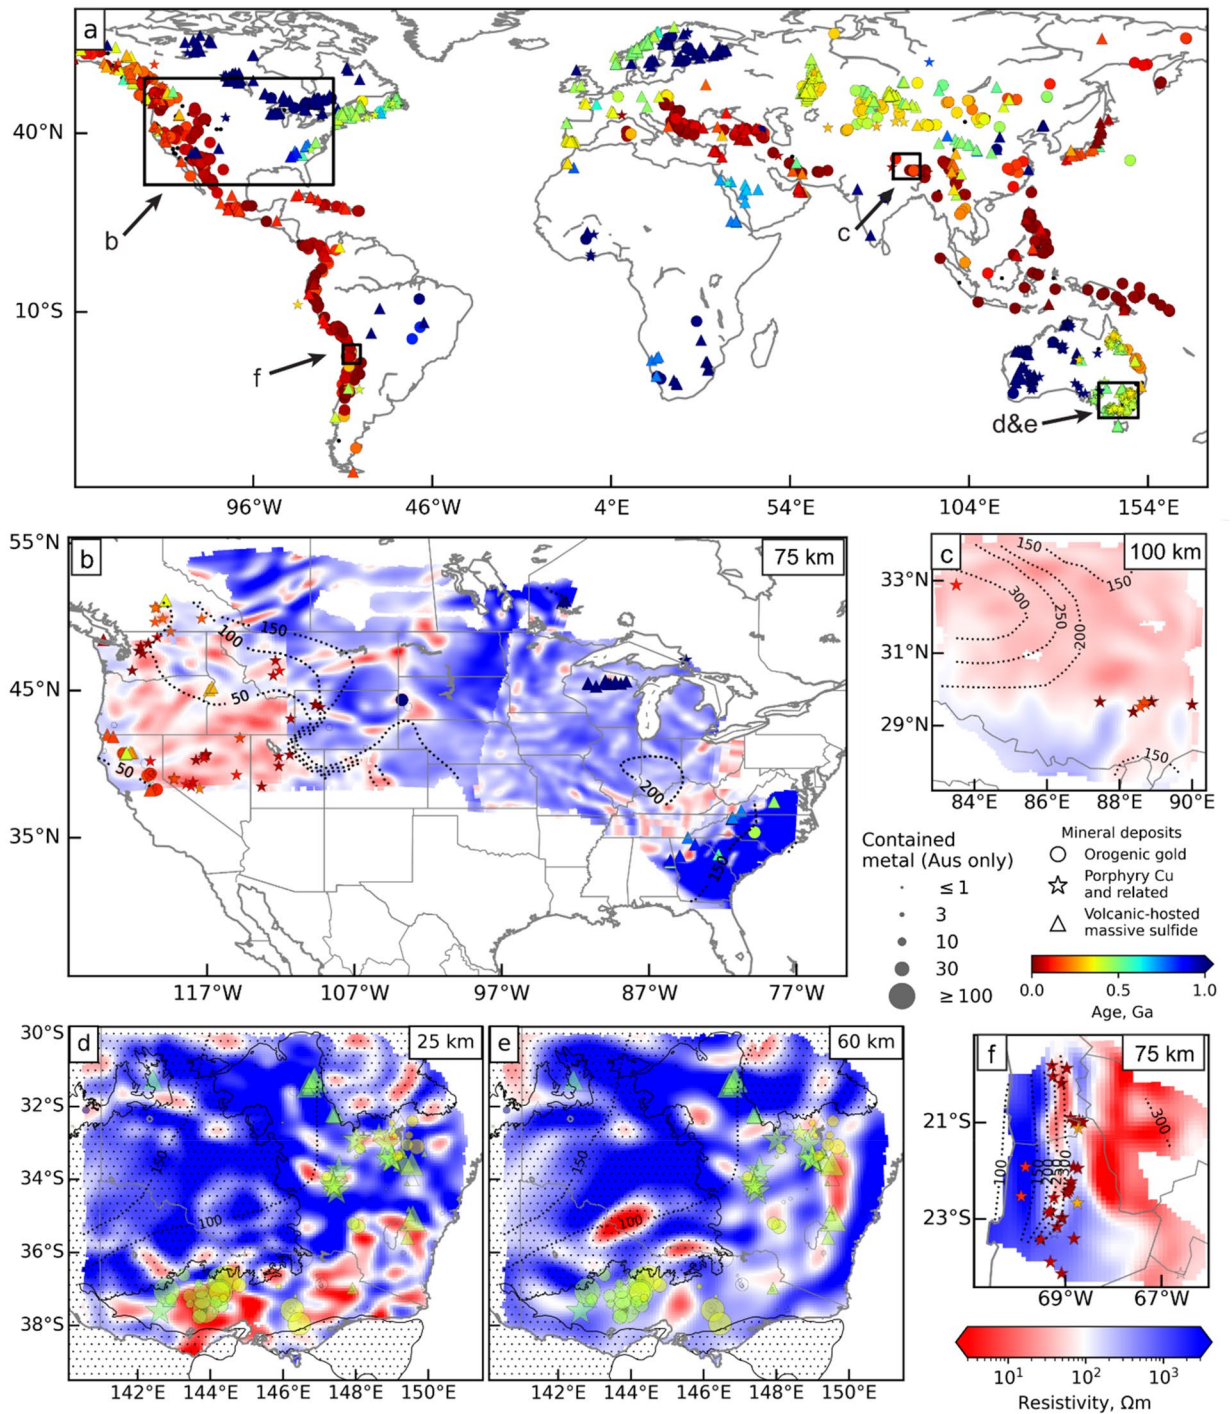 a
40°N
10°S
b
f
c
d&e
96°W 46°W 4°E 54°E 104°E 154°E
b
75 km
55°N
45°N
35°N
150
100
50
50
200
150
117°W 107°W 97°W 87°W 77°W
c
100 km
33°N
31°N
29°N
150
150
300
250
200
150
84°E 86°E 88°E 90°E
Contained
metal (Aus only)
≤ 1
3
10
30
≥ 100
Mineral deposits
Orogenic gold
Porphyry Cu
and related
Volcanic-hosted
massive sulfide
0.0 0.5 1.0
Age, Ga
d
25 km
30°S
32°S
34°S
36°S
38°S
150
100
142°E 144°E 146°E 148°E 150°E
e
60 km
150
100
142°E 144°E 146°E 148°E 150°E
f
75 km
21°S
23°S
100
200
300
300
69°W 67°W
10¹ 10² 10³
Resistivity, Ωm